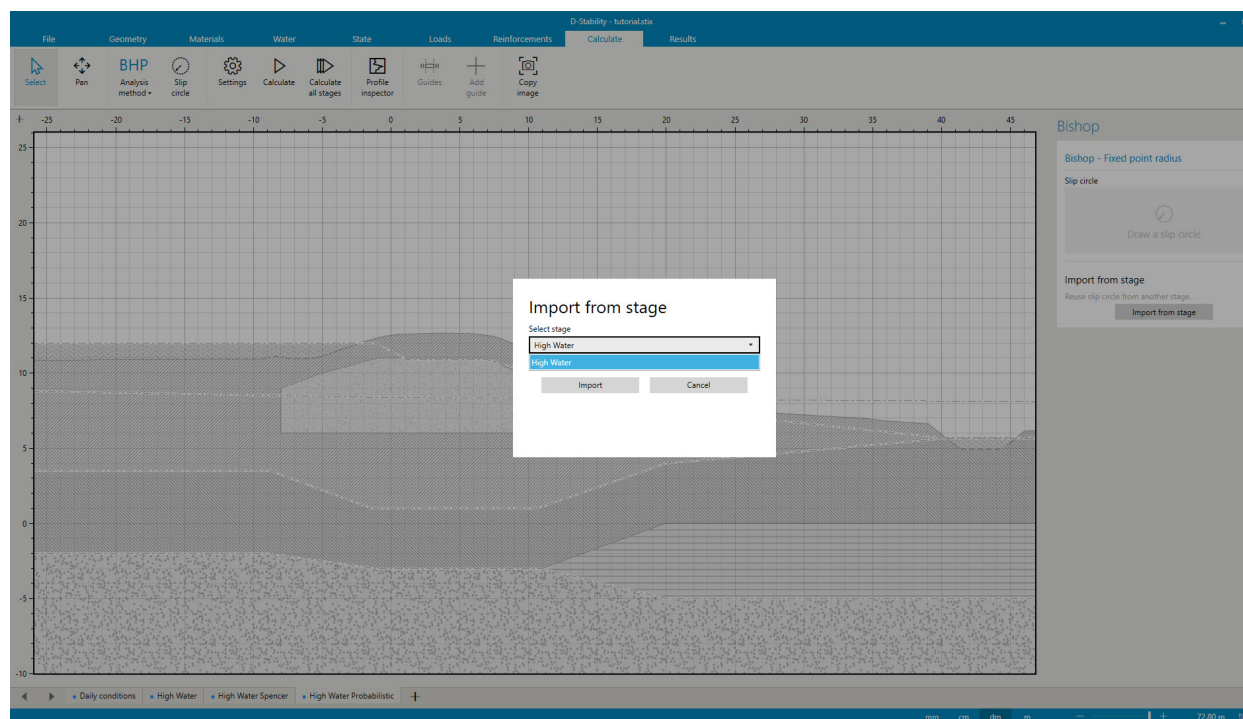 D-Stability - tutorial.stix
File Geometry Materials Water State Loads Reinforcements Calculate Results
BHP
Select Pan Analysis method Slip circle Settings Calculate Calculate all stages Profile inspector Guides Add guide Copy image
-25 -20 -15 -10 -5 0 5 10 15 20 25 30 35 40 45
25
20
15
10
5
0
-5
-10
Bishop
Bishop - Fixed point radius
Slip circle
Draw a slip circle
Import from stage
Reuse slip circle from another stage.
Import from stage
Import from stage
Select stage
High Water
High Water
Import Cancel
Daily conditions High Water High Water Spencer High Water Probabilistic
mm cm dm m 72.80 m